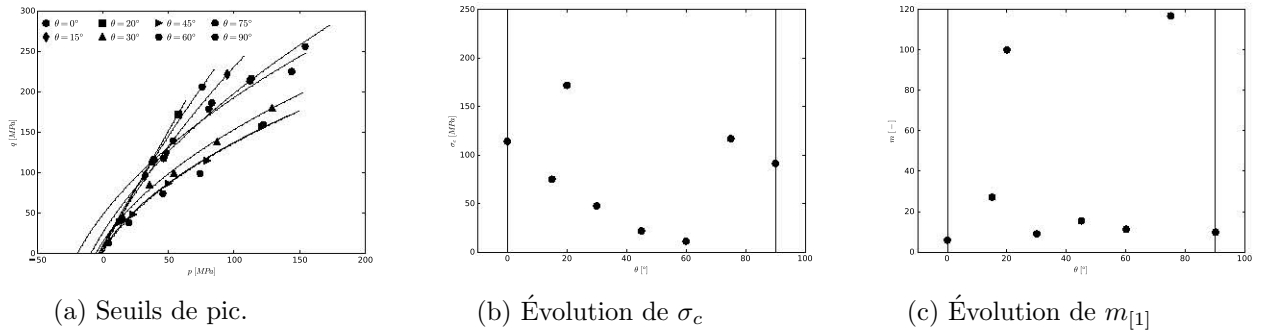 θ = 0° θ = 20° θ = 45° θ = 75°
θ = 15° θ = 30° θ = 60° θ = 90°
300
250
200
150
100
50
0
q [MPa]
−50 0 50 100 150 200
p [MPa]
250
200
150
100
50
0
σc [MPa]
0 20 40 60 80 100
θ [°]
120
100
80
60
40
20
0
m [−]
0 20 40 60 80 100
θ [°]
(a) Seuils de pic.
(b) Évolution de σc
(c) Évolution de m[1]